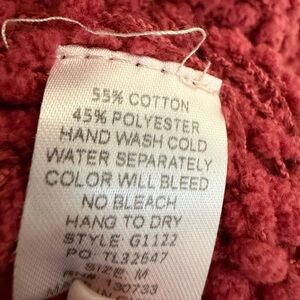 55% COTTON
45% POLYESTER
HAND WASH COLD
WATER SEPARATELY
COLOR WILL BLEED
NO BLEACH
HANG TO DRY
STYLE: G1122
PO: TL32647
SIZE: M
130733